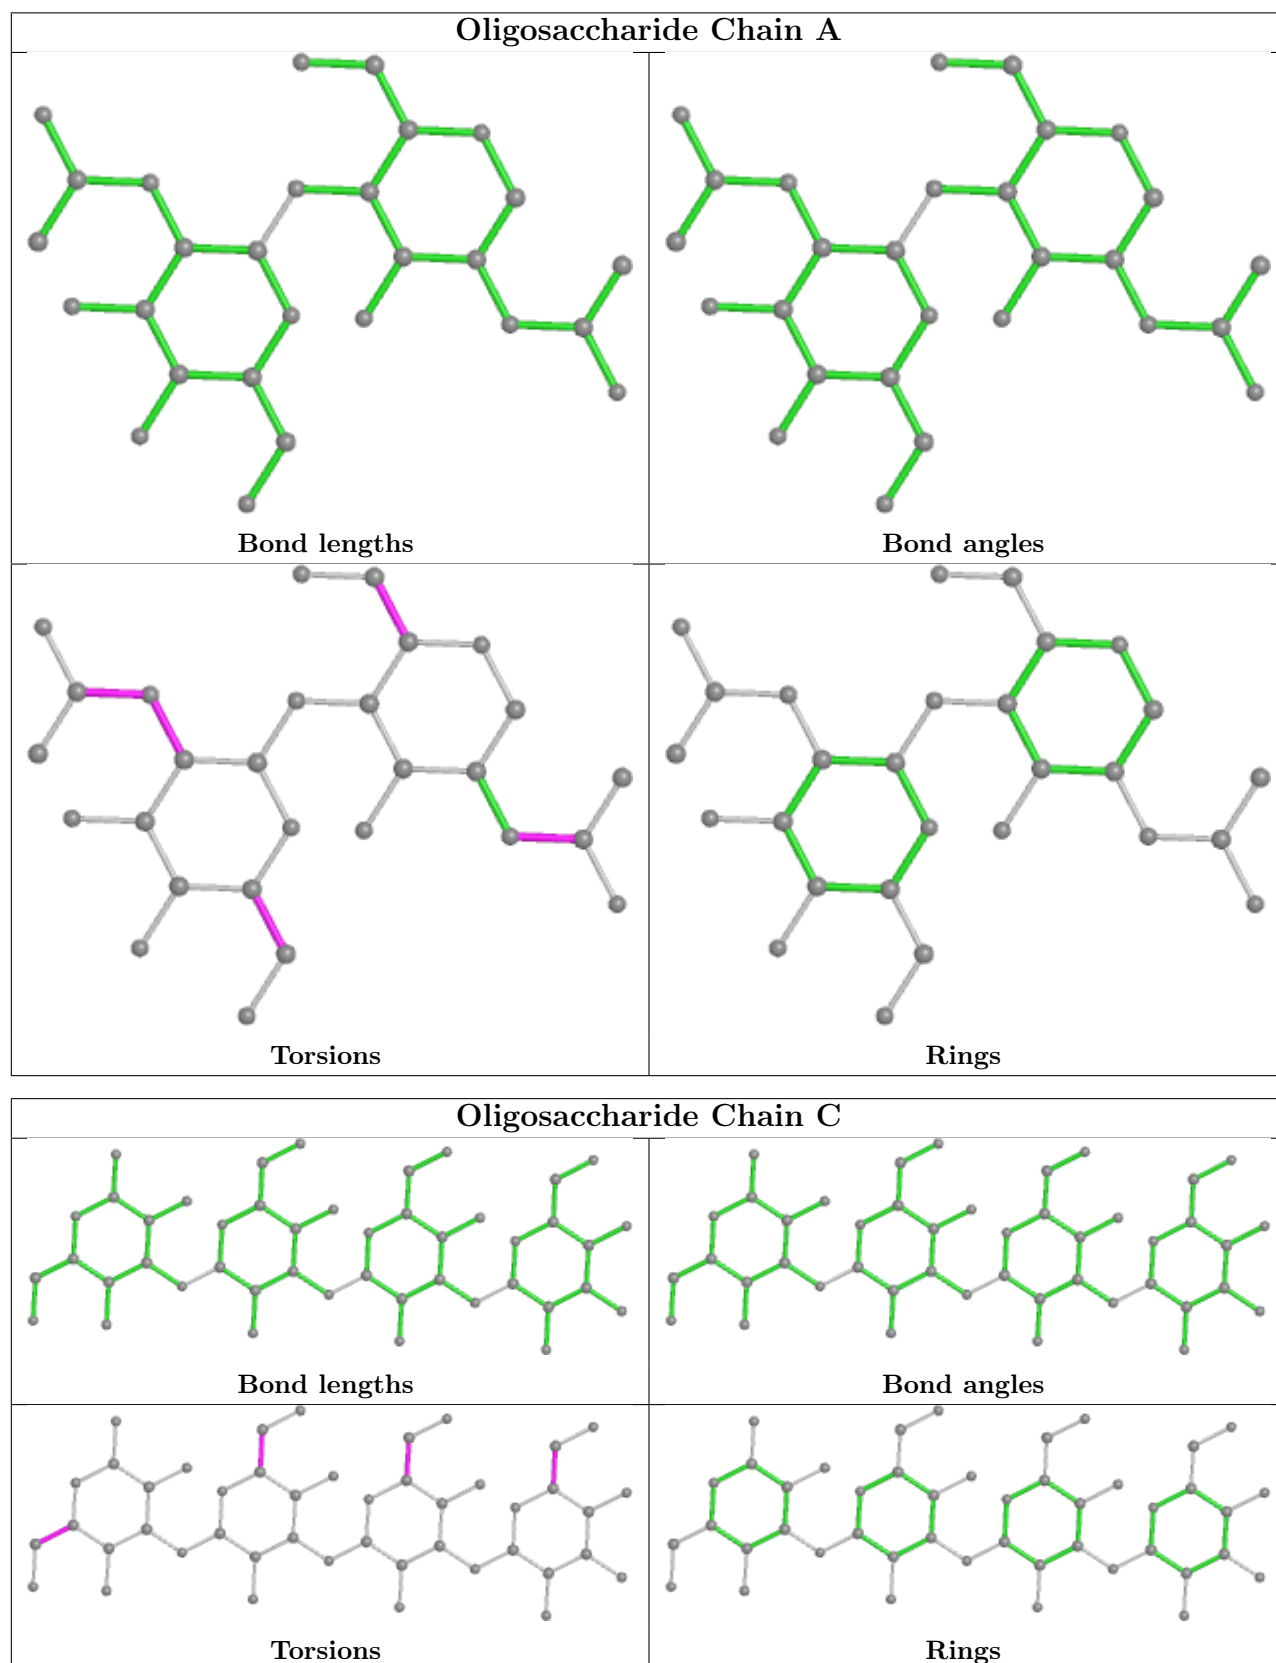 Oligosaccharide Chain A
Bond lengths
Bond angles
Torsions
Rings
Oligosaccharide Chain C
Bond lengths
Bond angles
Torsions
Rings